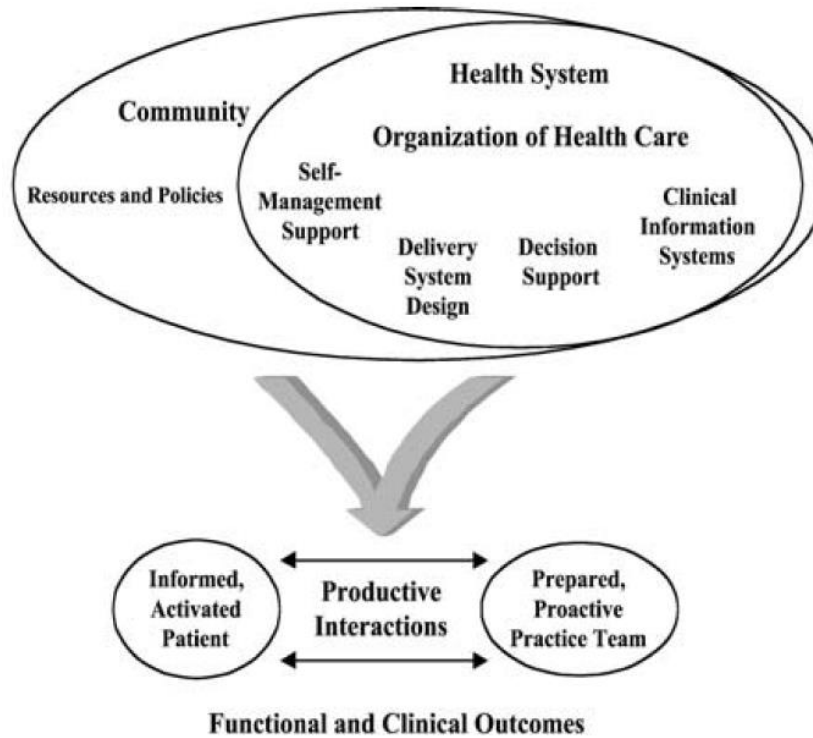 Health System
Community
Organization of Health Care
Self-
Management
Support
Resources and Policies
Clinical
Information
Systems
Delivery
System
Design
Decision
Support
Informed,
Activated
Patient
Productive
Interactions
Prepared,
Proactive
Practice Team
Functional and Clinical Outcomes